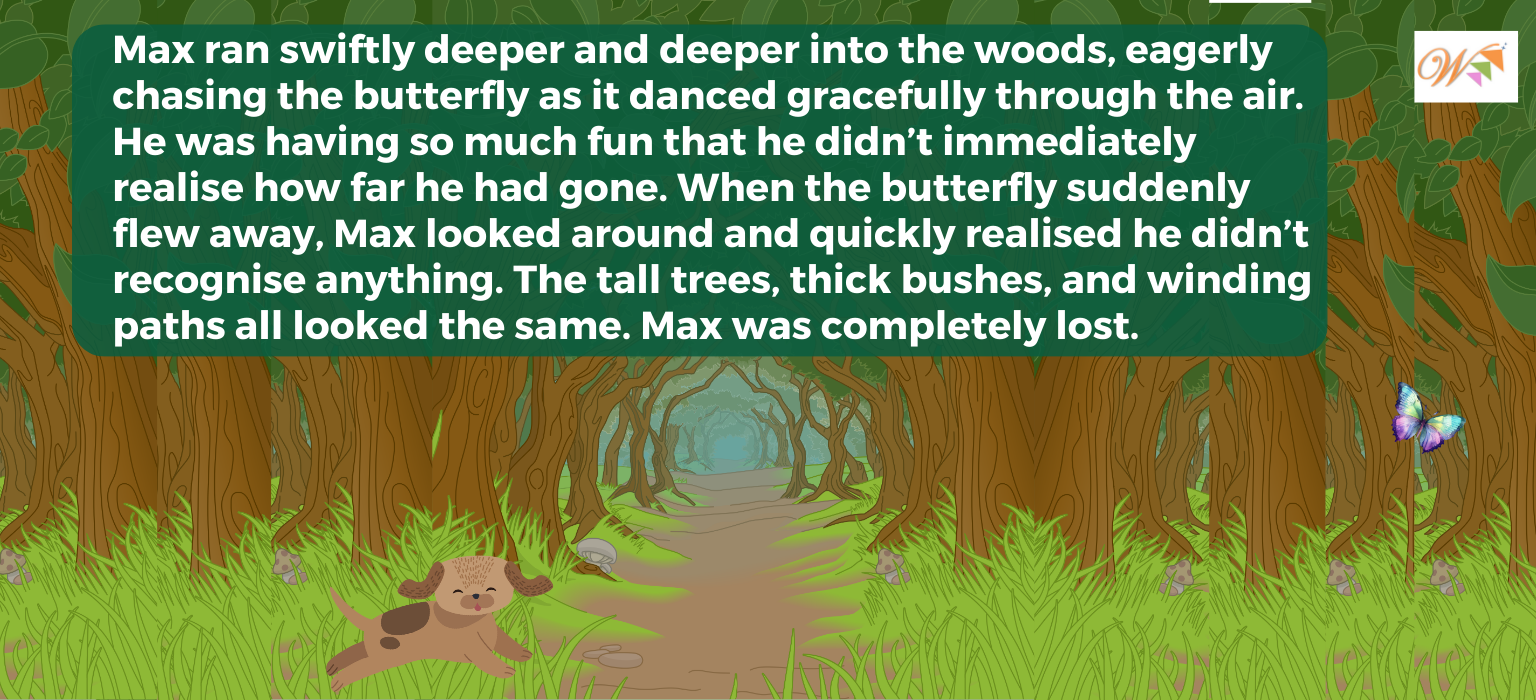 Max ran swiftly deeper and deeper into the woods, eagerly
chasing the butterfly as it danced gracefully through the air.
He was having so much fun that he didn’t immediately
realise how far he had gone. When the butterfly suddenly
flew away, Max looked around and quickly realised he didn’t
recognise anything. The tall trees, thick bushes, and winding
paths all looked the same. Max was completely lost.
W